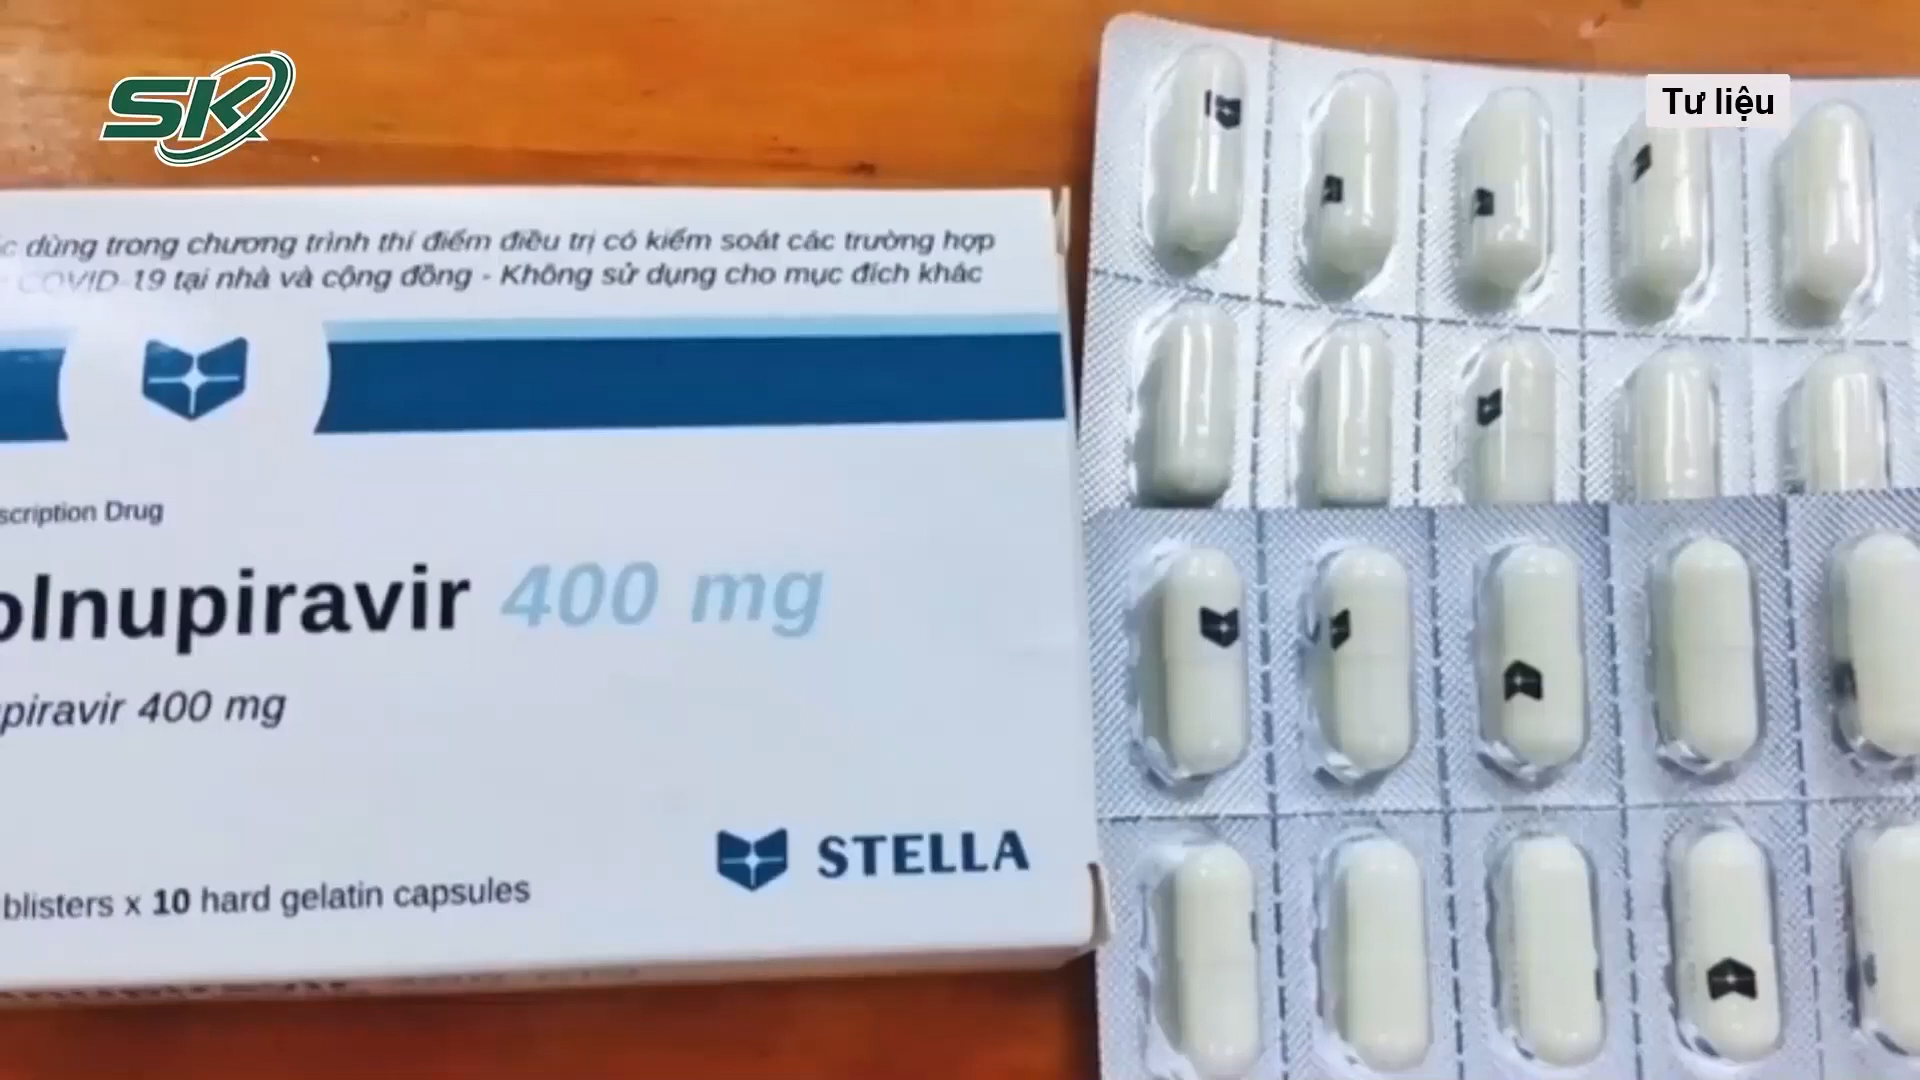 SK
Tư liệu
c dùng trong chương trình thí điểm điều trị có kiểm soát các trường hợp
COVID-19 tại nhà và cộng đồng - Không sử dụng cho mục đích khác
scription Drug
olnupiravir 400 mg
piravir 400 mg
STELLA
blisters x 10 hard gelatin capsules